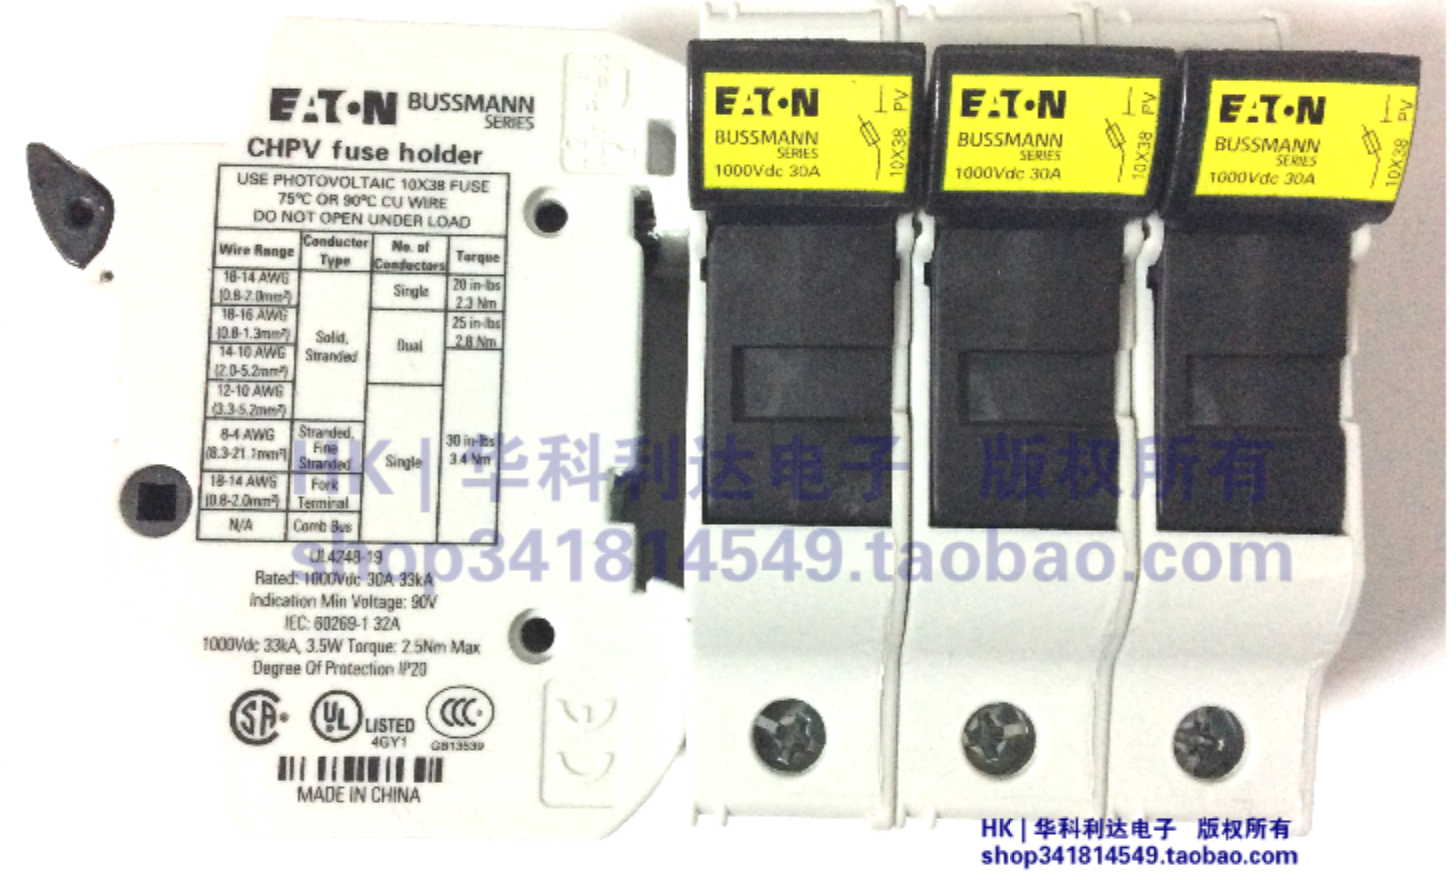 EATON BUSSMANN
SERIES
CHPV fuse holder
USE PHOTOVOLTAIC 10X38 FUSE
75°C OR 90°C CU WIRE
DO NOT OPEN UNDER LOAD
Wire Range Conductor Type No. of Conductors Torque
18-14 AWG
(0.8-2.0mm²)
18-16 AWG
(0.8-1.3mm²)
14-10 AWG
(2.0-5.2mm²)
12-10 AWG
(3.3-5.2mm²)
8-4 AWG
(8.3-21.1mm²)
18-14 AWG
(0.8-2.0mm²)
N/A
Solid,
Stranded
Stranded,
Fine
Stranded
Fork
Terminal
Comb Bus
Single
Dual
Single
20 in-lbs
2.3 Nm
25 in-lbs
2.8 Nm
30 in-lbs
3.4 Nm
UL4248-19
Rated: 1000Vdc 30A 33kA
Indication Min Voltage: 90V
IEC: 60269-1 32A
1000Vdc 33kA, 3.5W Torque: 2.5Nm Max
Degree Of Protection IP20
SA
UL
LISTED
4GY1
CCC
GB13539
MADE IN CHINA
EATON
BUSSMANN
SERIES
1000Vdc 30A
10X38 PV
EATON
BUSSMANN
SERIES
1000Vdc 30A
10X38 PV
EATON
BUSSMANN
SERIES
1000Vdc 30A
10X38 PV
HK | 华科利达电子 版权所有
shop341814549.taobao.com
HK | 华科利达电子 版权所有
shop341814549.taobao.com